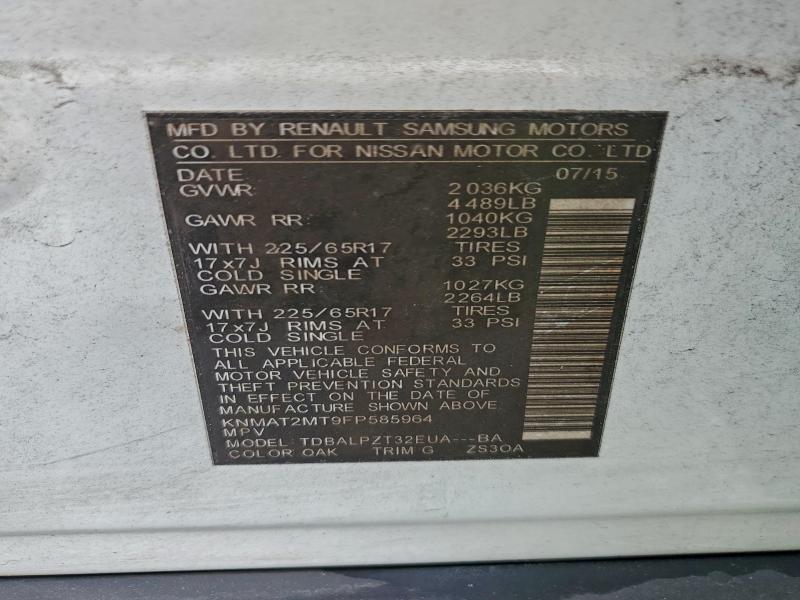 MFD BY RENAULT SAMSUNG MOTORS
CO. LTD. FOR NISSAN MOTOR CO. LTD
DATE 07/15
GVWR 2036KG
4489LB
GAWR RR: 1040KG
2293LB
WITH 225/65R17 TIRES
17x7J RIMS AT 33 PSI
COLD SINGLE
GAWR RR: 1027KG
2264LB
WITH 225/65R17 TIRES
17x7J RIMS AT 33 PSI
COLD SINGLE
THIS VEHICLE CONFORMS TO
ALL APPLICABLE FEDERAL
MOTOR VEHICLE SAFETY AND
THEFT PREVENTION STANDARDS
IN EFFECT ON THE DATE OF
MANUFACTURE SHOWN ABOVE
KNMAT2MT9FP585964
MPV
MODEL: TDBALPZT32EUA---BA
COLOR QAK TRIM G ZS30A